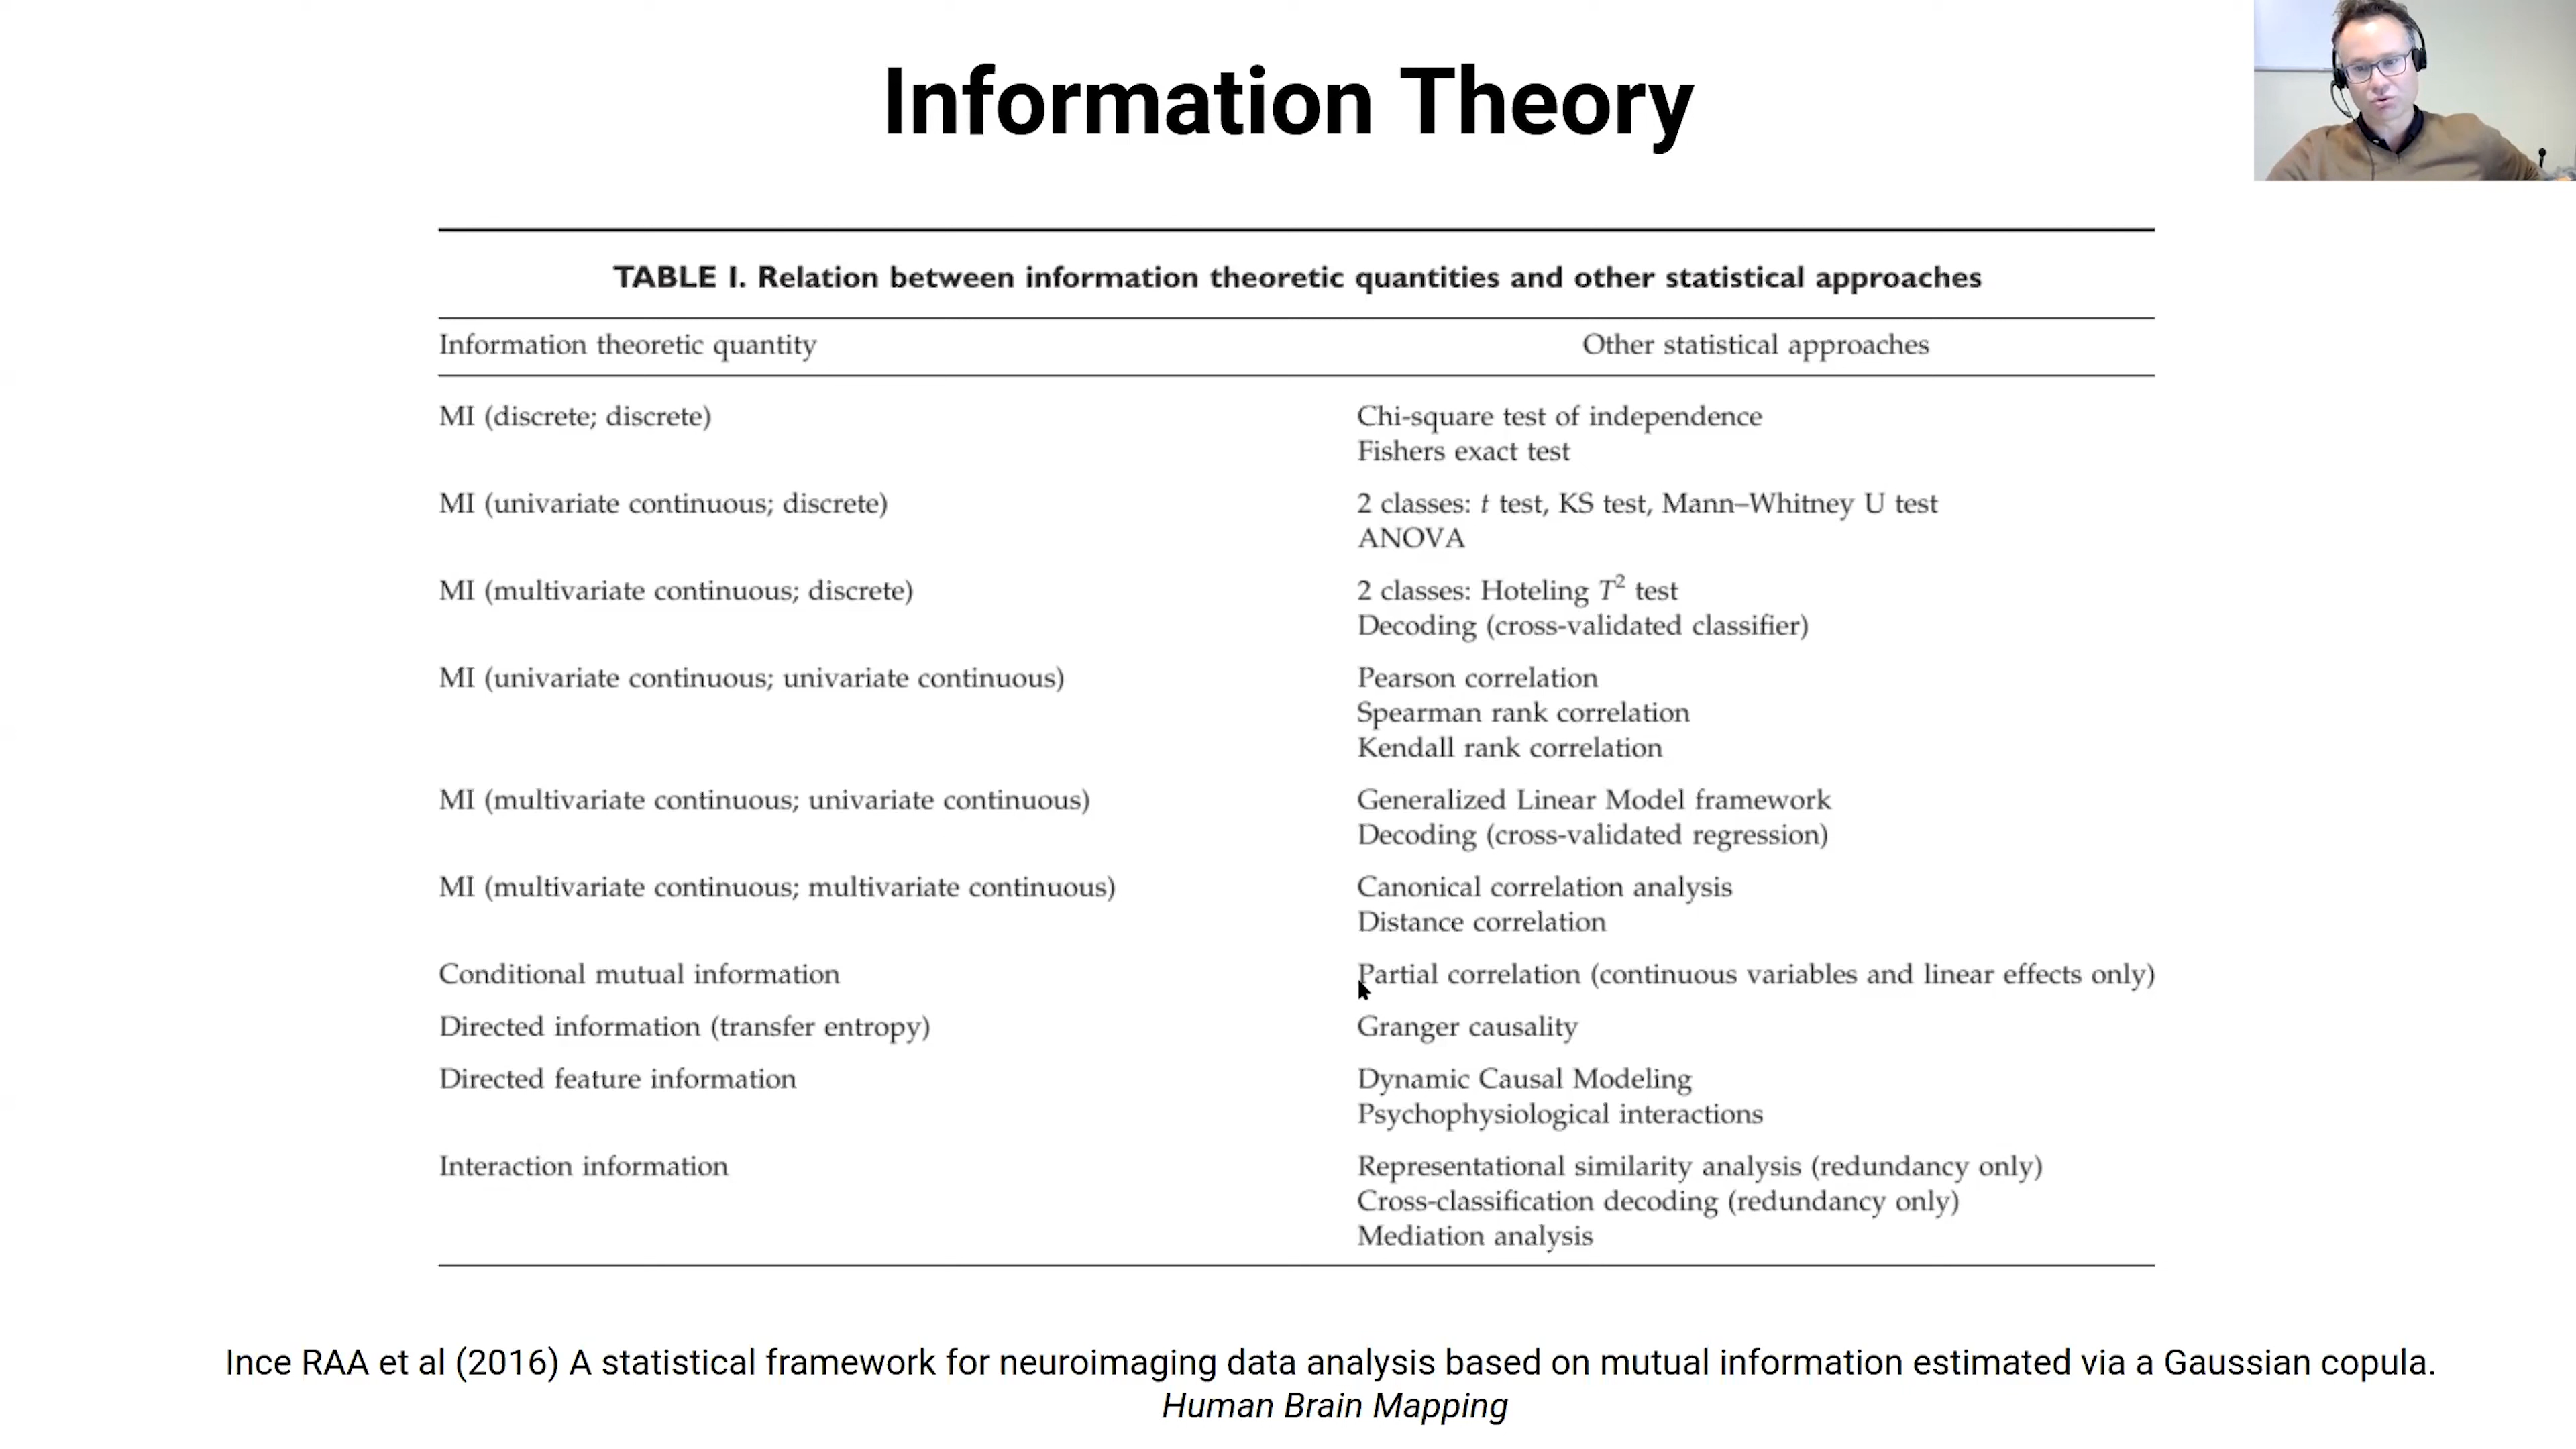 Information Theory
TABLE I. Relation between information theoretic quantities and other statistical approaches
Information theoretic quantity Other statistical approaches
MI (discrete; discrete) Chi-square test of independence
Fishers exact test
MI (univariate continuous; discrete) 2 classes: t test, KS test, Mann–Whitney U test
ANOVA
MI (multivariate continuous; discrete) 2 classes: Hoteling T² test
Decoding (cross-validated classifier)
MI (univariate continuous; univariate continuous) Pearson correlation
Spearman rank correlation
Kendall rank correlation
MI (multivariate continuous; univariate continuous) Generalized Linear Model framework
Decoding (cross-validated regression)
MI (multivariate continuous; multivariate continuous) Canonical correlation analysis
Distance correlation
Conditional mutual information Partial correlation (continuous variables and linear effects only)
Directed information (transfer entropy) Granger causality
Directed feature information Dynamic Causal Modeling
Psychophysiological interactions
Interaction information Representational similarity analysis (redundancy only)
Cross-classification decoding (redundancy only)
Mediation analysis
Ince RAA et al (2016) A statistical framework for neuroimaging data analysis based on mutual information estimated via a Gaussian copula.
Human Brain Mapping